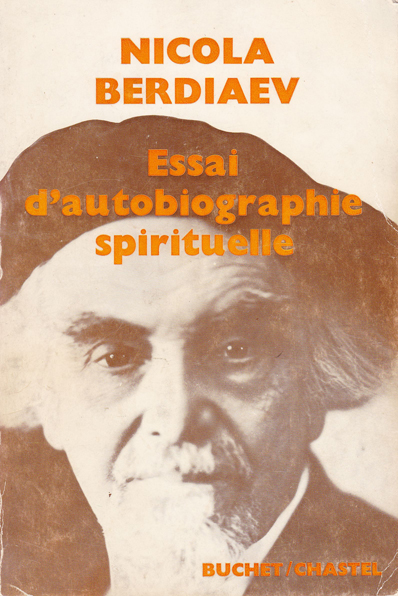 NICOLA
BERDIAEV
Essai
d'autobiographie
spirituelle
BUCHET/CHASTEL